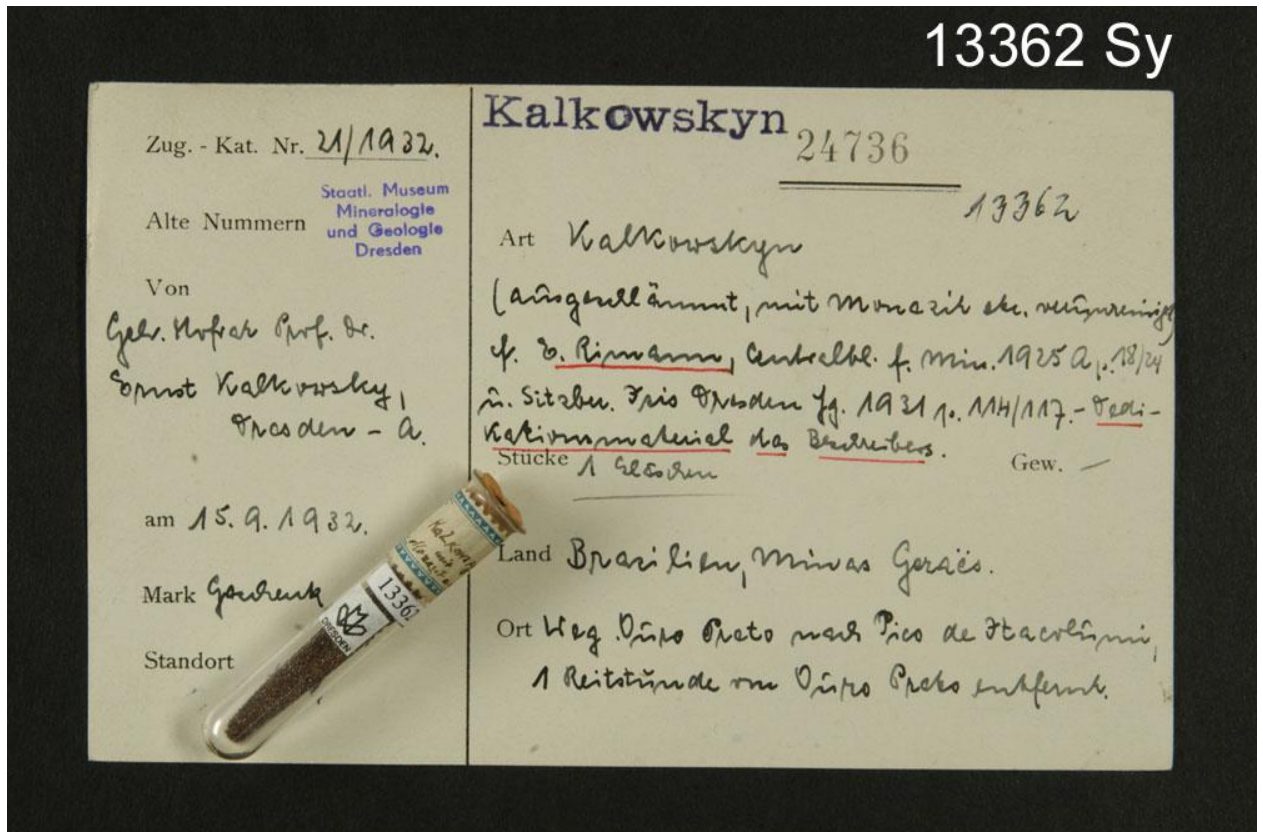 13362 Sy
Zug. - Kat. Nr. 21/1932.
Alte Nummern
Staatl. Museum
Mineralogie
und Geologie
Dresden
Von
Geh. Hofrat Prof. Dr.
Ernst Kalkowsky,
Dresden - A.
am 15.9.1932.
Mark Geschenk
Standort
Kalkowskyn
24736
13362
Art Kalkowskyn
(ausgeschlämmt, mit Monazit etc. verunreinigt
cf. E. Rimann, Centralbl. f. Min. 1925 A p. 18/24
u. Sitzber. Isis Dresden Jg. 1931 p. 114/117. - Dedi-
kationsmaterial des Beschreibers.
Stücke 1 Gläschen
Gew. -
Land Brasilien, Minas Geraës.
Ort Weg Ouro Preto nach Pico de Itacolumi,
1 Reitstunde von Ouro Preto entfernt.
13362
DRESDEN